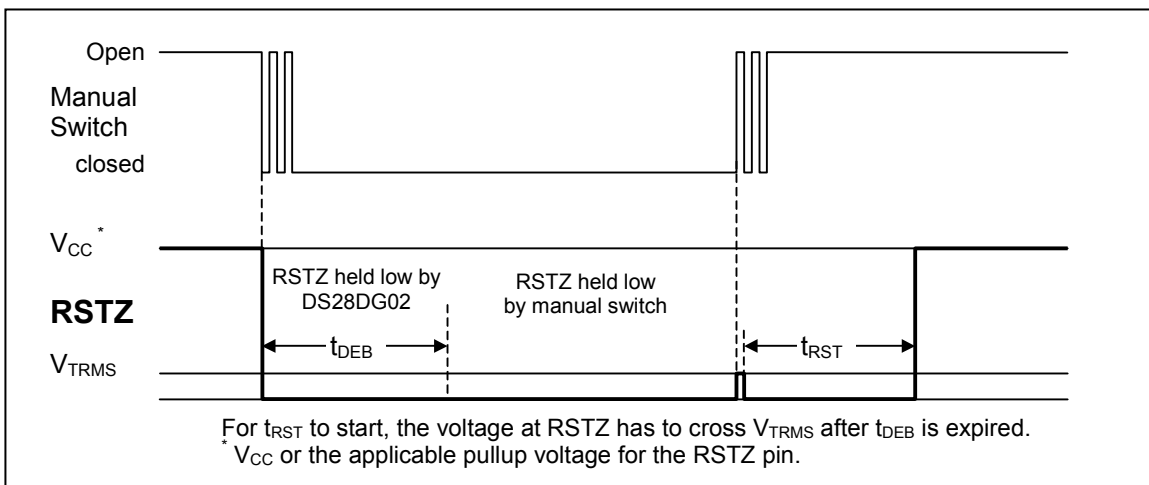 Open
Manual
Switch
closed
VCC *
RSTZ held low by
DS28DG02
RSTZ held low
by manual switch
RSTZ
tDEB
tRST
VTRMS
For tRST to start, the voltage at RSTZ has to cross VTRMS after tDEB is expired.
* VCC or the applicable pullup voltage for the RSTZ pin.